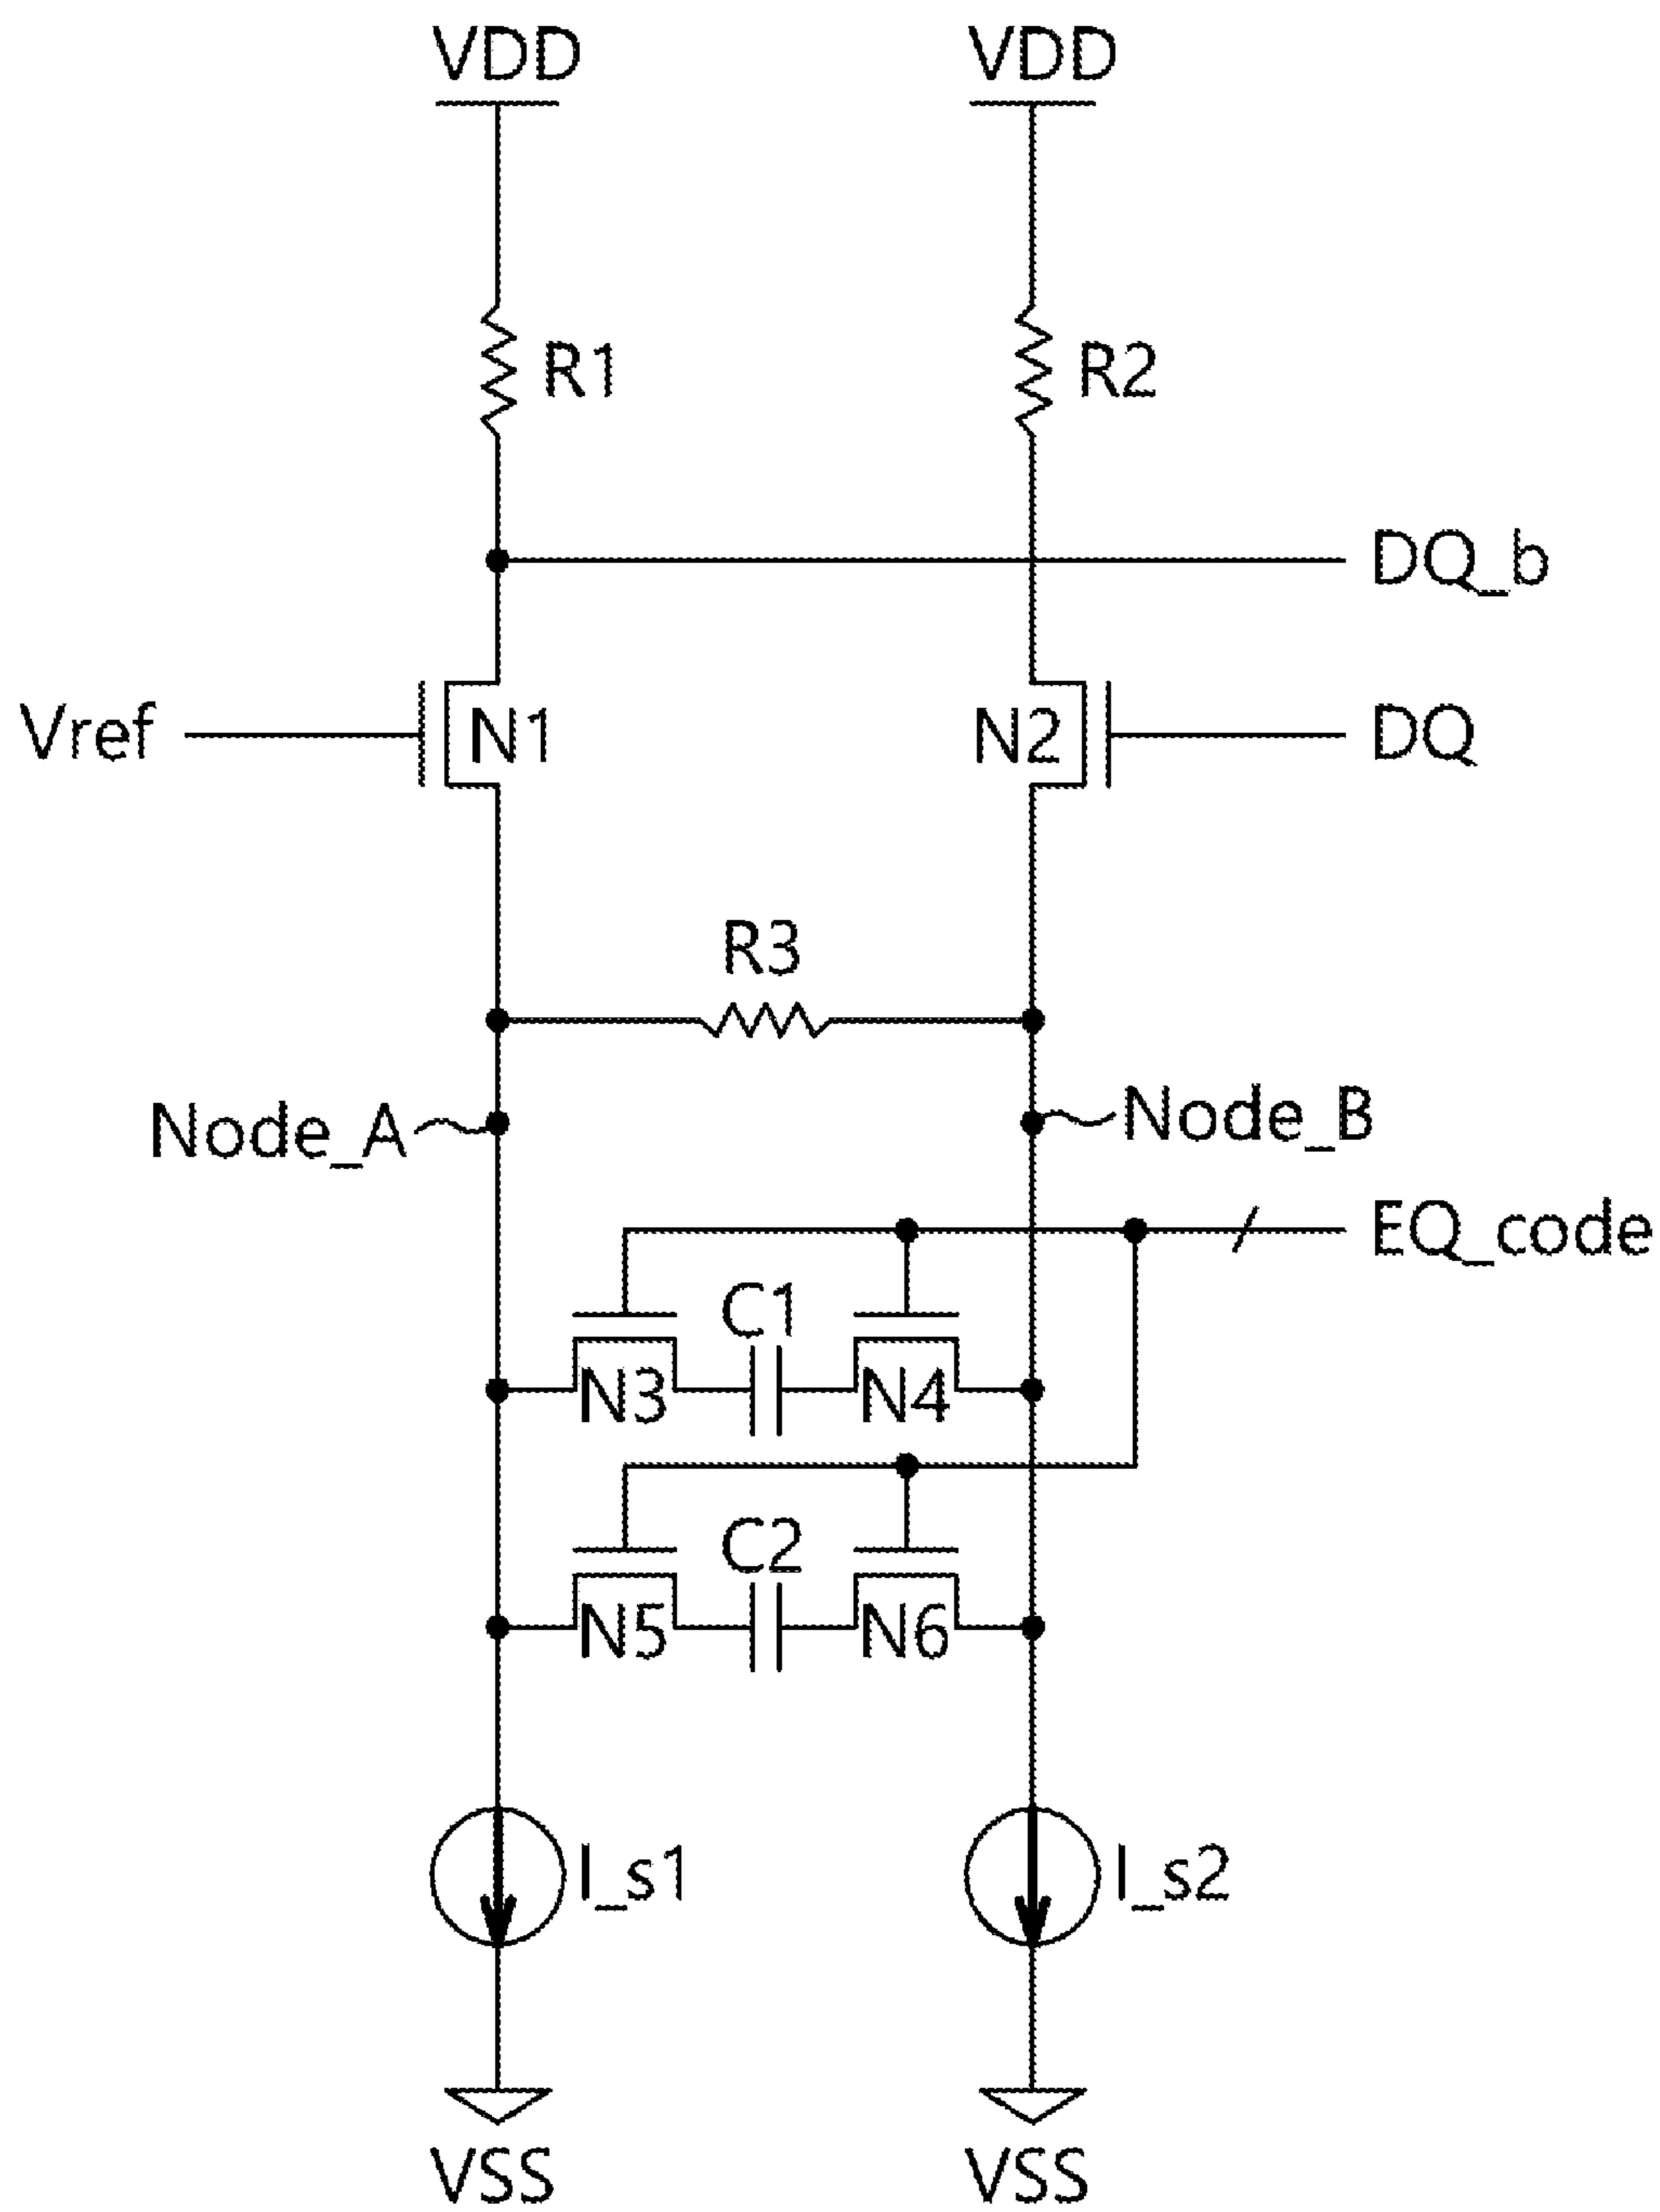 VDD VDD
R1 R2
DQ_b
Vref N1 N2 DQ
R3
Node_A Node_B
EQ_code
C1
N3 N4
C2
N5 N6
I_s1 I_s2
VSS VSS